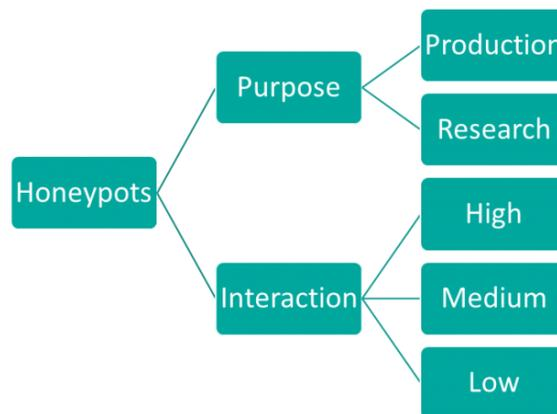 Honeypots
Purpose
Production
Research
Interaction
High
Medium
Low